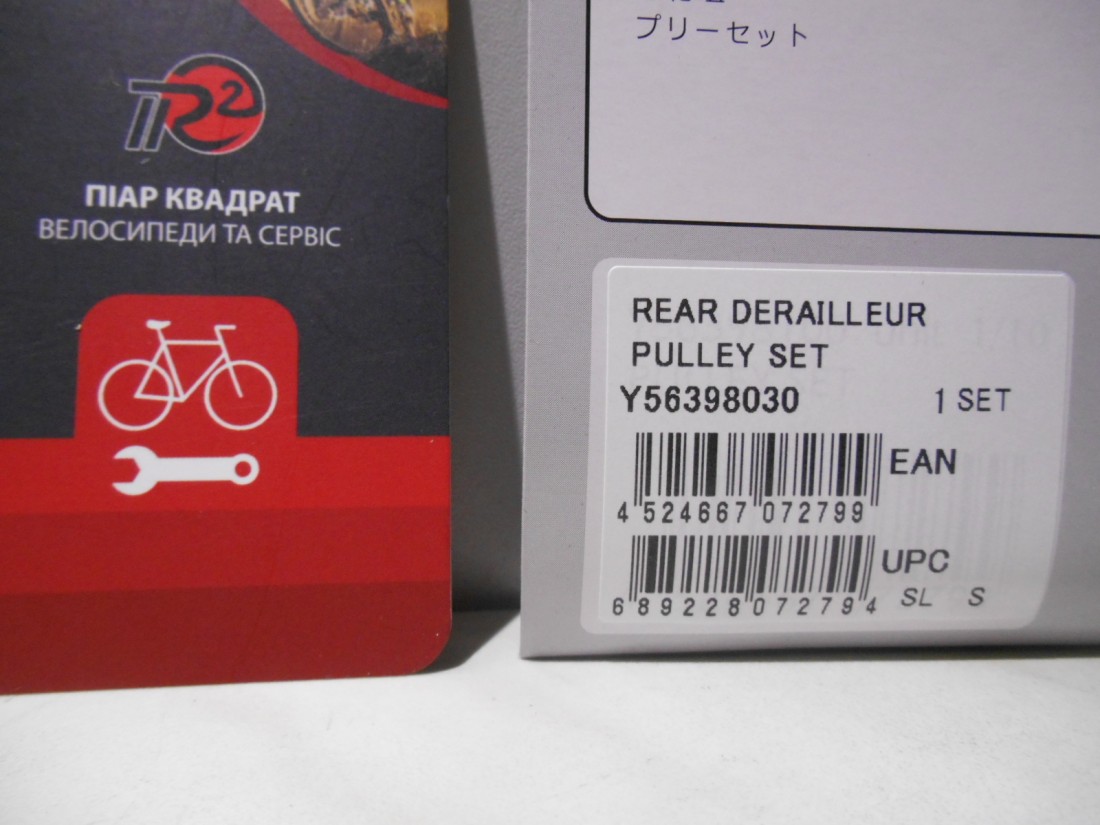 ПІАР КВАДРАТ
ВЕЛОСИПЕДИ ТА СЕРВІС
プリーセット
REAR DERAILLEUR
PULLEY SET
Y56398030 1 SET
EAN
4 524667 072799
UPC
SL S
6 89228 07279 4